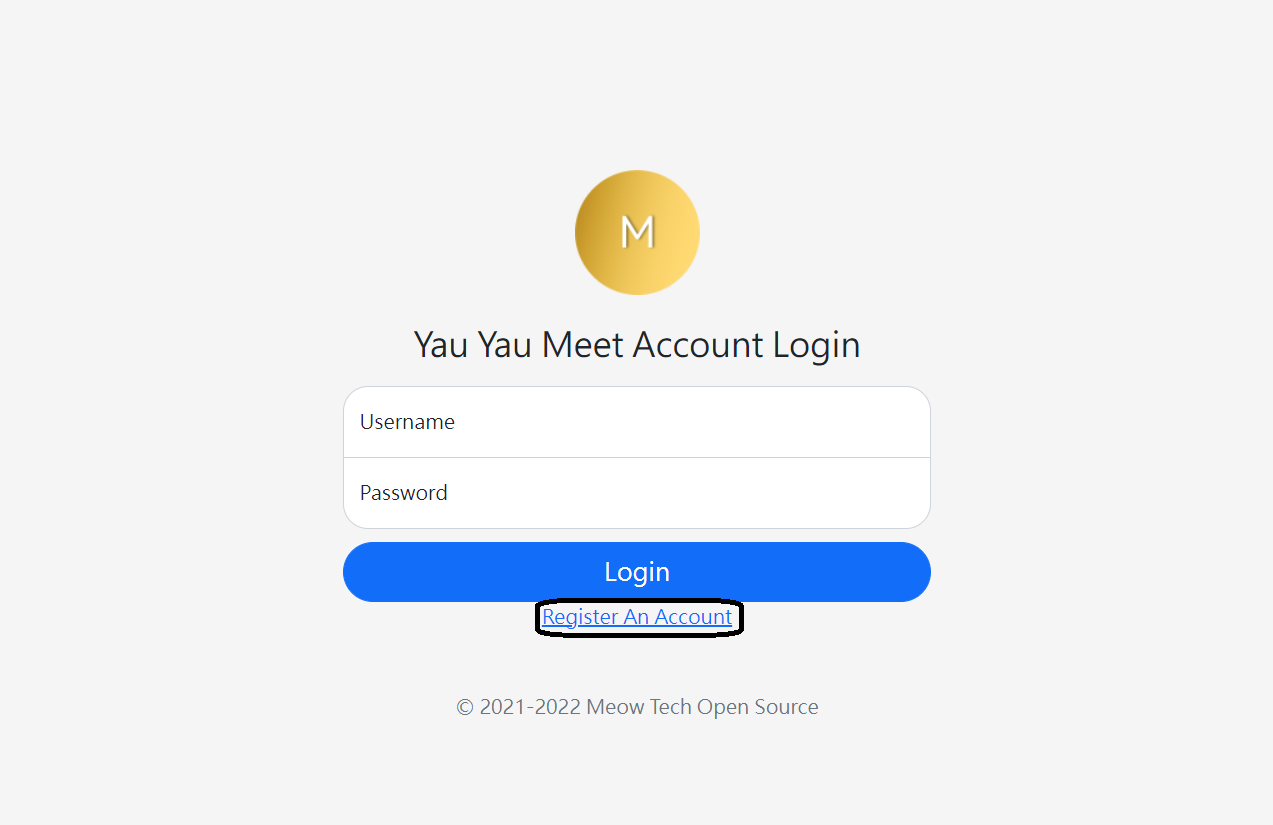 M
Yau Yau Meet Account Login
Username
Password
Login
Register An Account
© 2021-2022 Meow Tech Open Source